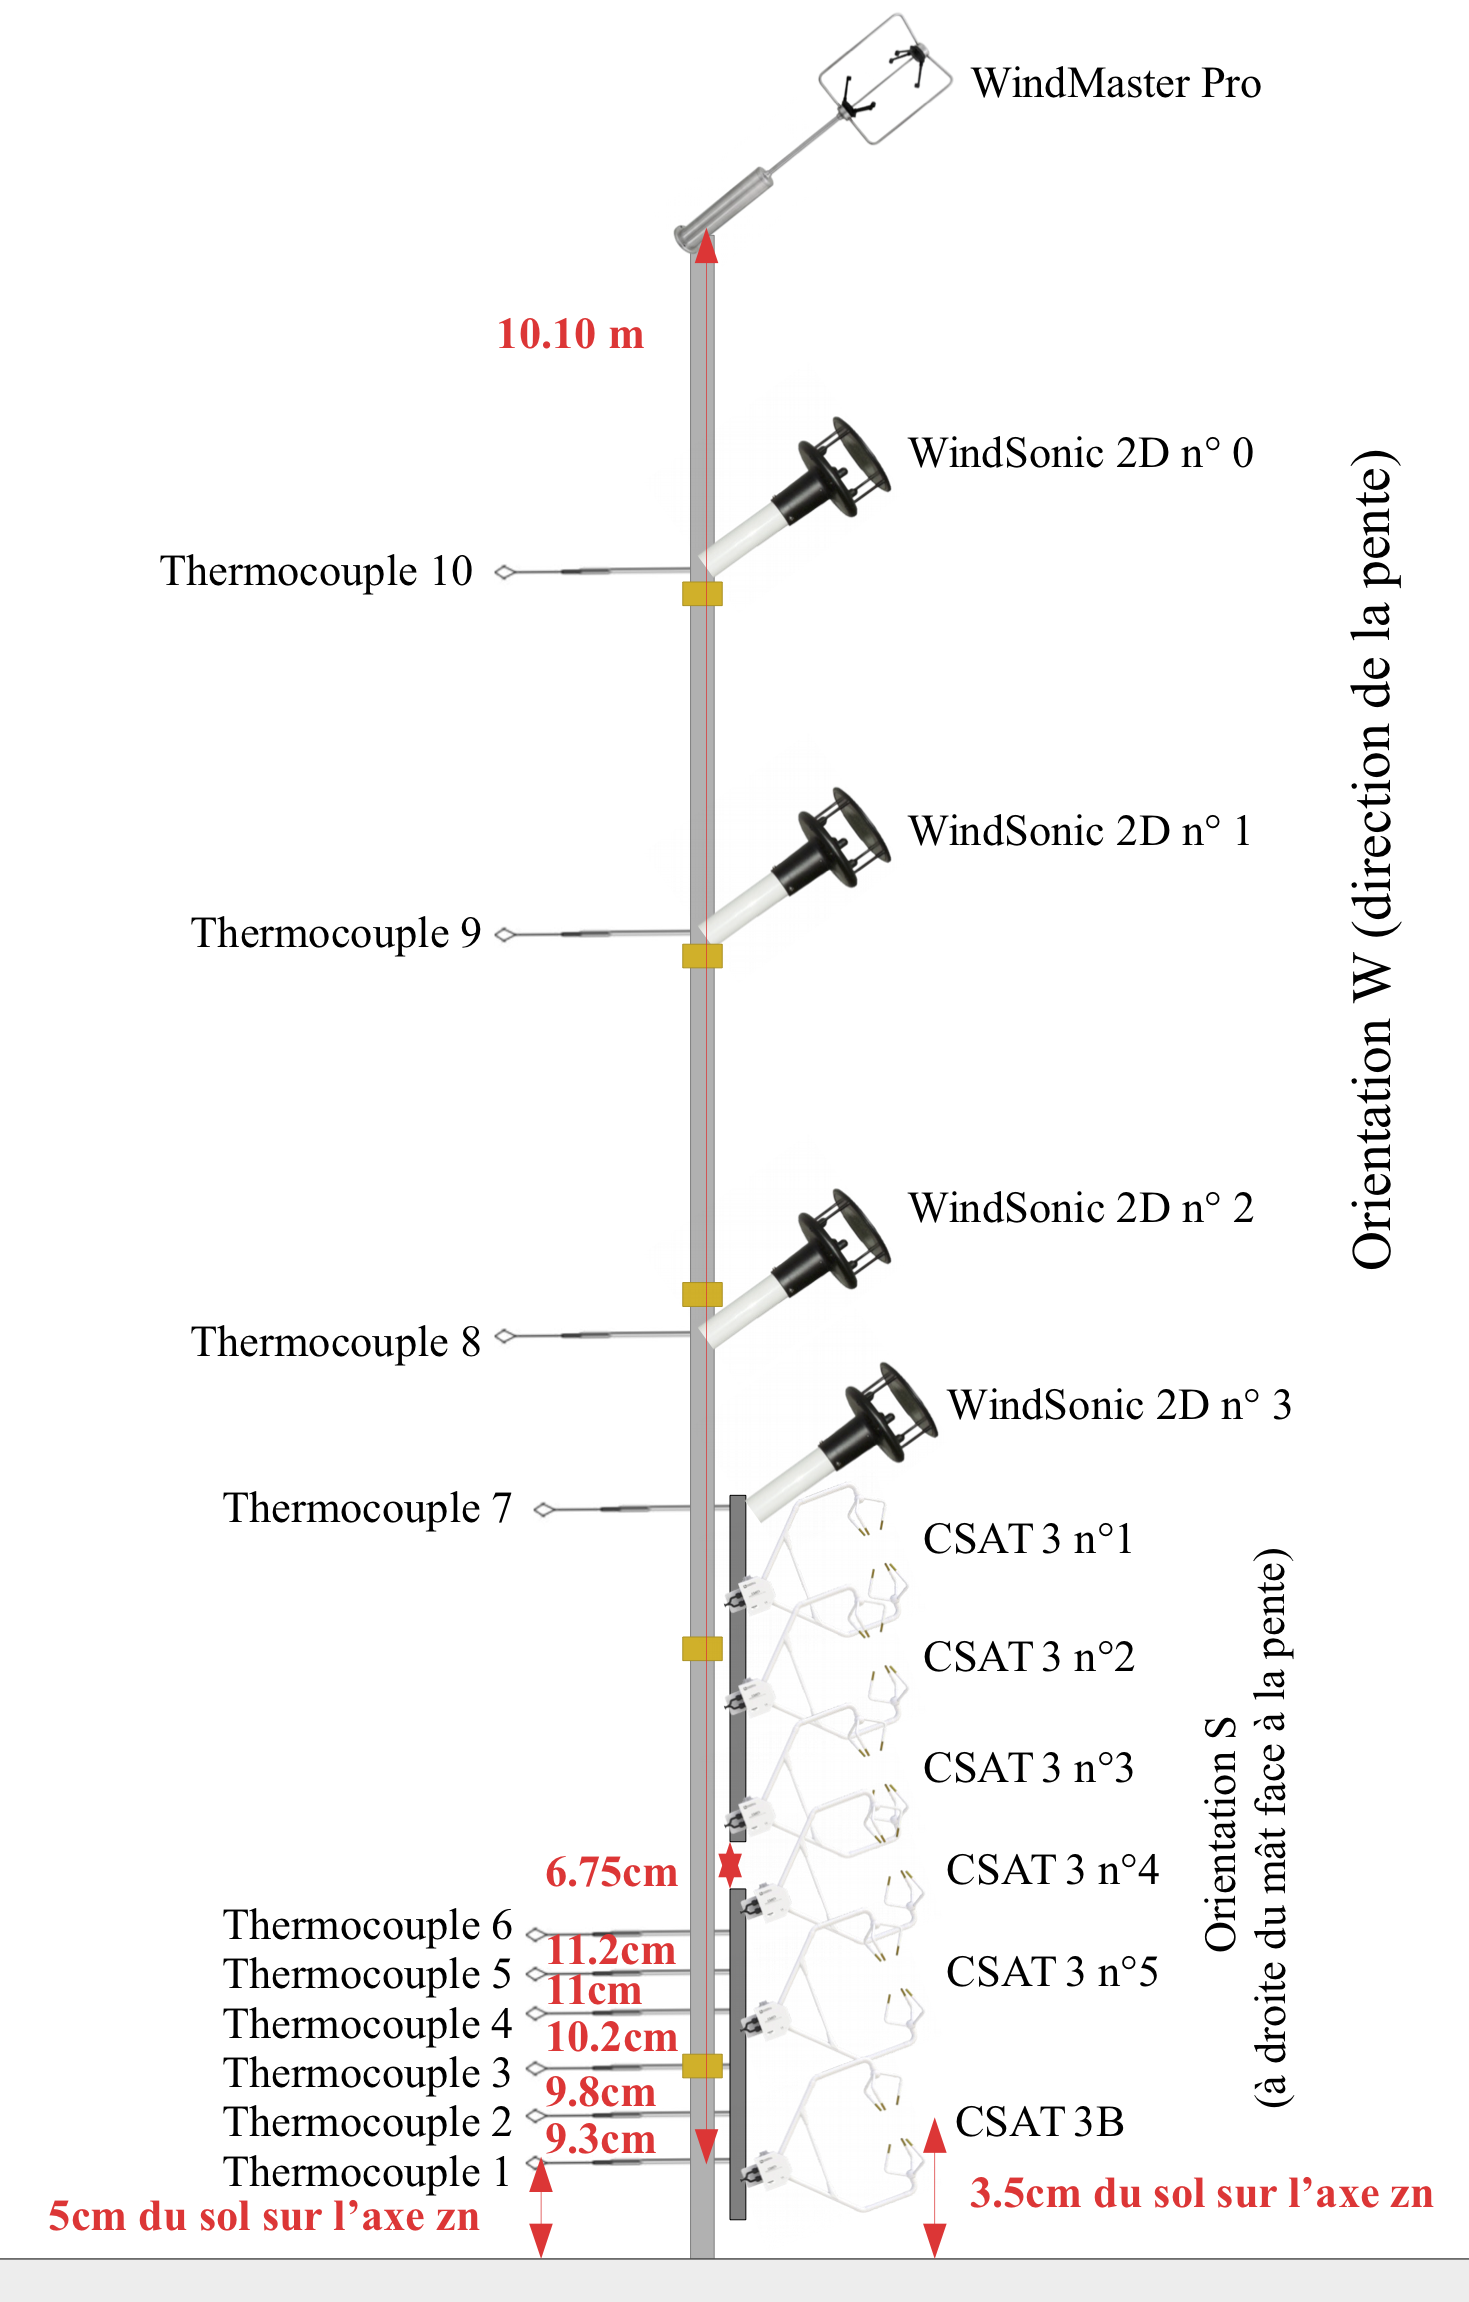 WindMaster Pro
10.10 m
WindSonic 2D n° 0
Thermocouple 10
WindSonic 2D n° 1
Thermocouple 9
WindSonic 2D n° 2
Thermocouple 8
Orientation W (direction de la pente)
WindSonic 2D n° 3
Thermocouple 7
CSAT 3 n°1
CSAT 3 n°2
CSAT 3 n°3
6.75cm
CSAT 3 n°4
Thermocouple 6
11.2cm
Thermocouple 5
CSAT 3 n°5
11cm
Thermocouple 4
10.2cm
Thermocouple 3
9.8cm
Thermocouple 2
CSAT 3B
9.3cm
Thermocouple 1
5cm du sol sur l’axe zn
3.5cm du sol sur l’axe zn
Orientation S
(à droite du mât face à la pente)